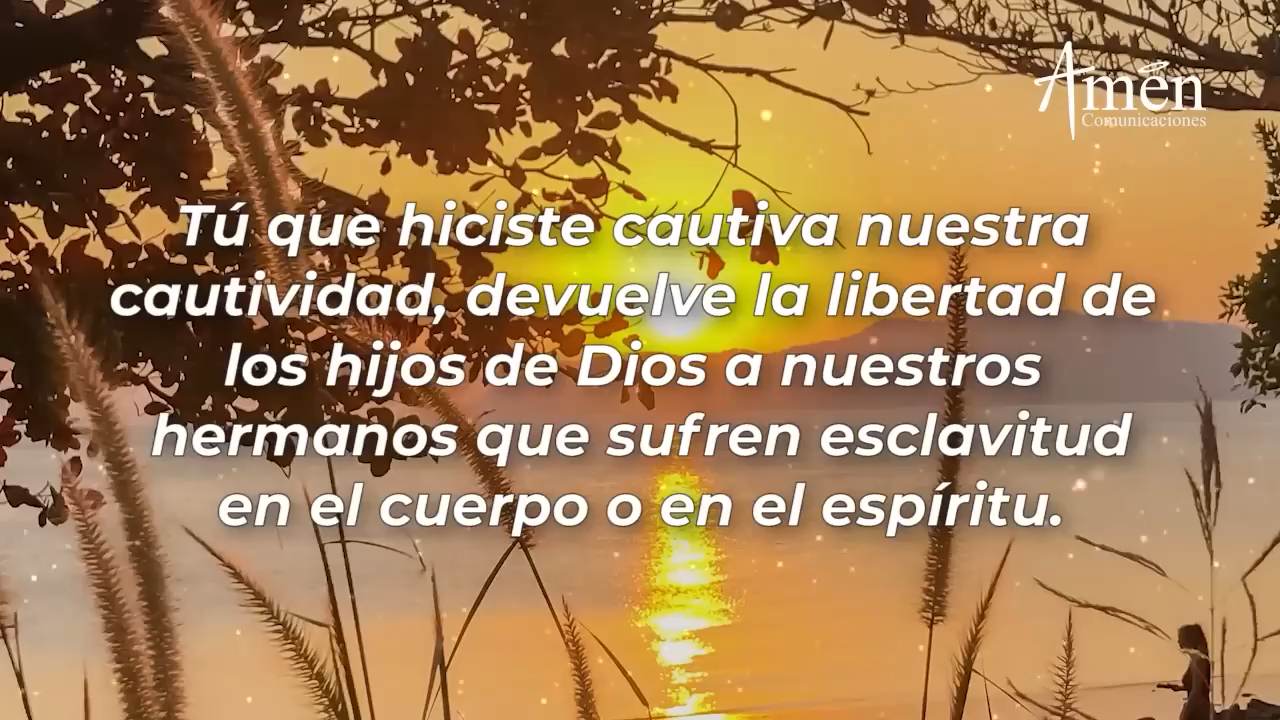 Amén
Comunicaciones
Tú que hiciste cautiva nuestra
cautividad, devuelve la libertad de
los hijos de Dios a nuestros
hermanos que sufren esclavitud
en el cuerpo o en el espíritu.